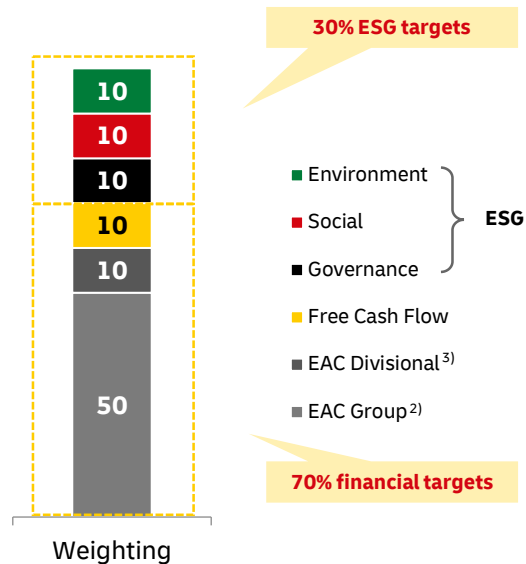 30% ESG targets
10
10
10
10
10
50
Environment
Social
Governance
ESG
Free Cash Flow
EAC Divisional 3)
EAC Group 2)
70% financial targets
Weighting